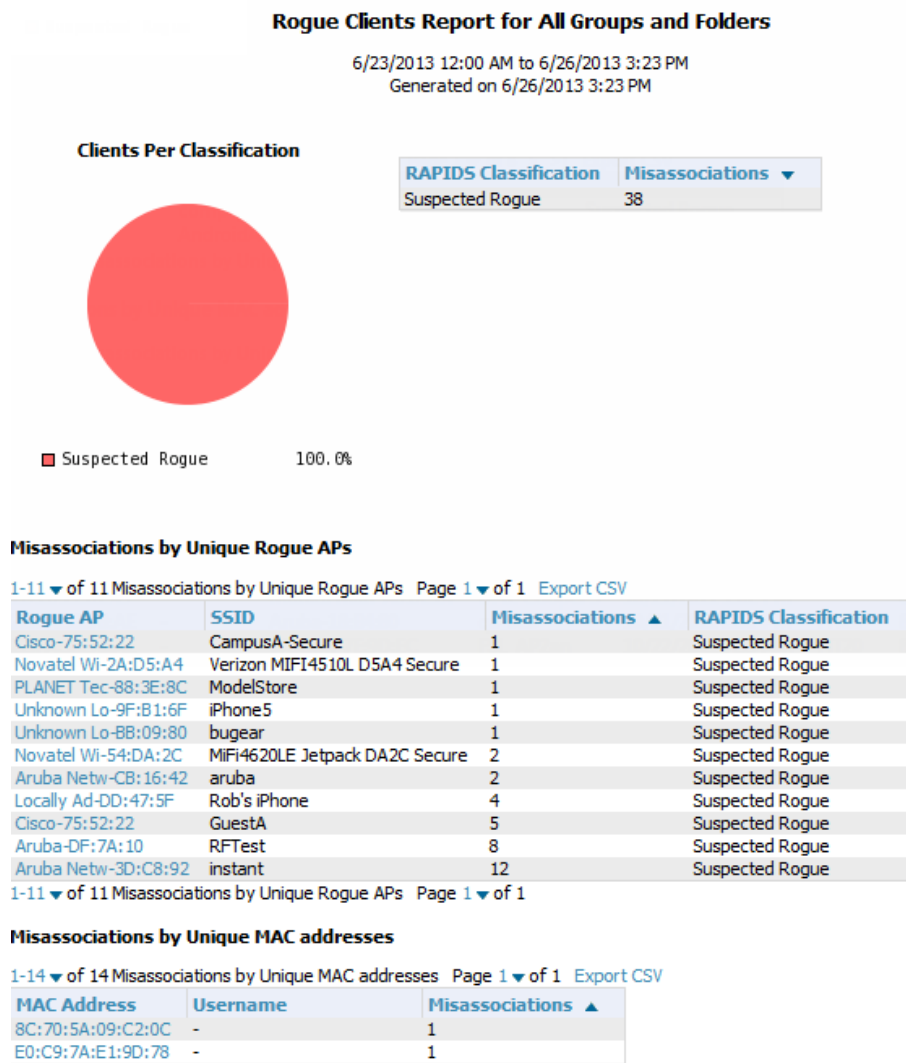 Rogue Clients Report for All Groups and Folders
6/23/2013 12:00 AM to 6/26/2013 3:23 PM
Generated on 6/26/2013 3:23 PM
Clients Per Classification
RAPIDS Classification Misassociations
Suspected Rogue 38
Suspected Rogue 100.0%
Misassociations by Unique Rogue APs
1-11 of 11 Misassociations by Unique Rogue APs Page 1 of 1 Export CSV
Rogue AP SSID Misassociations RAPIDS Classification
Cisco-75:52:22 CampusA-Secure 1 Suspected Rogue
Novatel Wi-2A:D5:A4 Verizon MIFI4510L D5A4 Secure 1 Suspected Rogue
PLANET Tec-88:3E:8C ModelStore 1 Suspected Rogue
Unknown Lo-9F:B1:6F iPhone5 1 Suspected Rogue
Unknown Lo-BB:09:80 bugear 1 Suspected Rogue
Novatel Wi-54:DA:2C MiFi4620LE Jetpack DA2C Secure 2 Suspected Rogue
Aruba Netw-CB:16:42 aruba 2 Suspected Rogue
Locally Ad-DD:47:5F Rob's iPhone 4 Suspected Rogue
Cisco-75:52:22 GuestA 5 Suspected Rogue
Aruba-DF:7A:10 RFTest 8 Suspected Rogue
Aruba Netw-3D:C8:92 instant 12 Suspected Rogue
1-11 of 11 Misassociations by Unique Rogue APs Page 1 of 1
Misassociations by Unique MAC addresses
1-14 of 14 Misassociations by Unique MAC addresses Page 1 of 1 Export CSV
MAC Address Username Misassociations
8C:70:5A:09:C2:0C - 1
E0:C9:7A:E1:9D:78 - 1